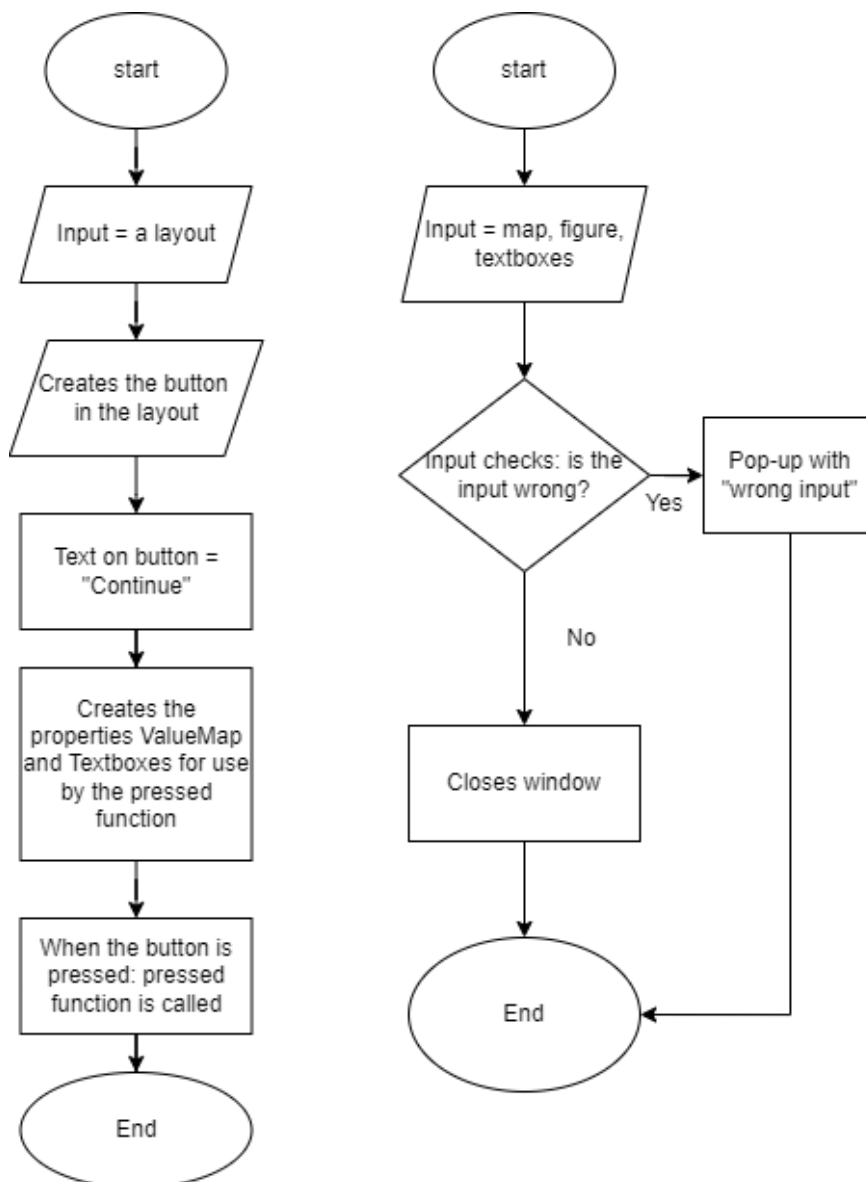 start
Input = a layout
Creates the button
in the layout
Text on button =
"Continue"
Creates the
properties ValueMap
and Textboxes for use
by the pressed
function
When the button is
pressed: pressed
function is called
End
start
Input = map, figure,
textboxes
Input checks: is the
input wrong?
Yes
Pop-up with
"wrong input"
No
Closes window
End